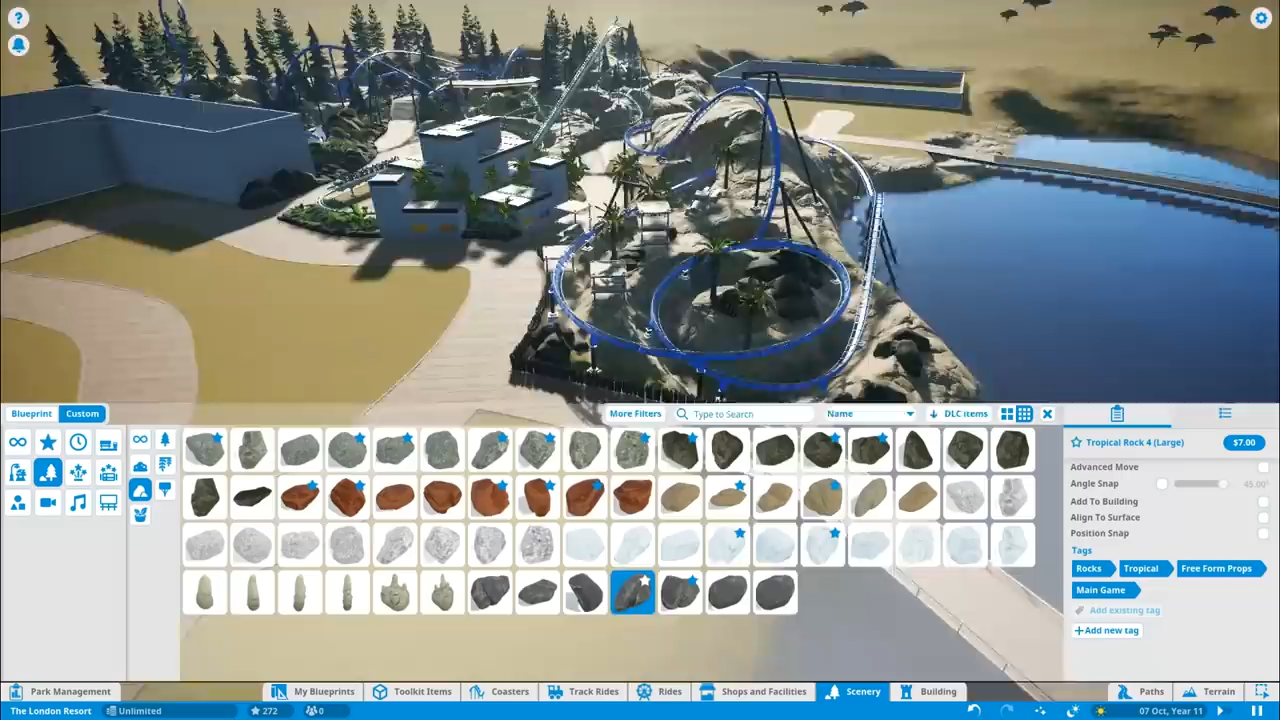 Blueprint Custom More Filters Type to Search Name DLC Items
Tropical Rock 4 (Large) $7.00
Advanced Move
Angle Snap 45.00°
Add To Building
Align To Surface
Position Snap
Tags
Rocks Tropical Free Form Props
Main Game
Add existing tag
+Add new tag
Park Management My Blueprints Toolkit Items Coasters Track Rides Rides Shops and Facilities Scenery Building Paths Terrain
The London Resort Unlimited 272 0 07 Oct, Year 11